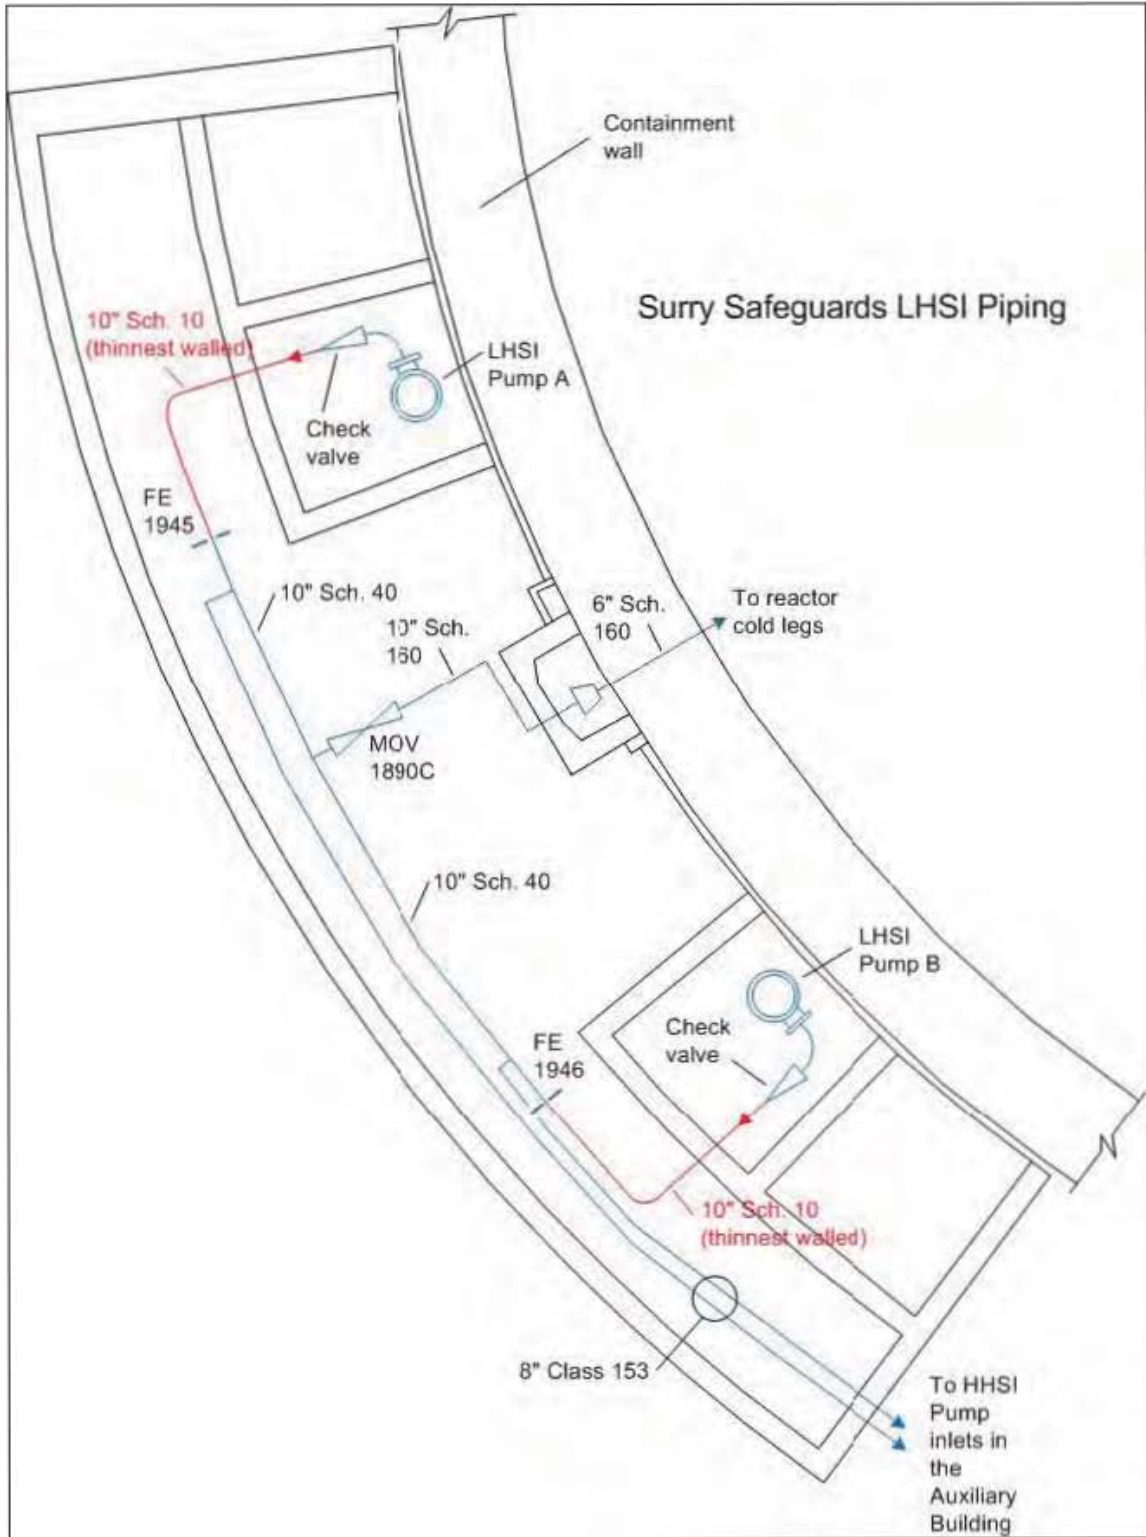 Containment
wall
Surry Safeguards LHSI Piping
10" Sch. 10
(thinnest walled)
LHSI
Pump A
Check
valve
FE
1945
10" Sch. 40
10" Sch.
160
6" Sch.
160
To reactor
cold legs
MOV
1890C
10" Sch. 40
LHSI
Pump B
Check
valve
FE
1946
10" Sch. 10
(thinnest walled)
8" Class 153
To HHSI
Pump
inlets in
the
Auxiliary
Building